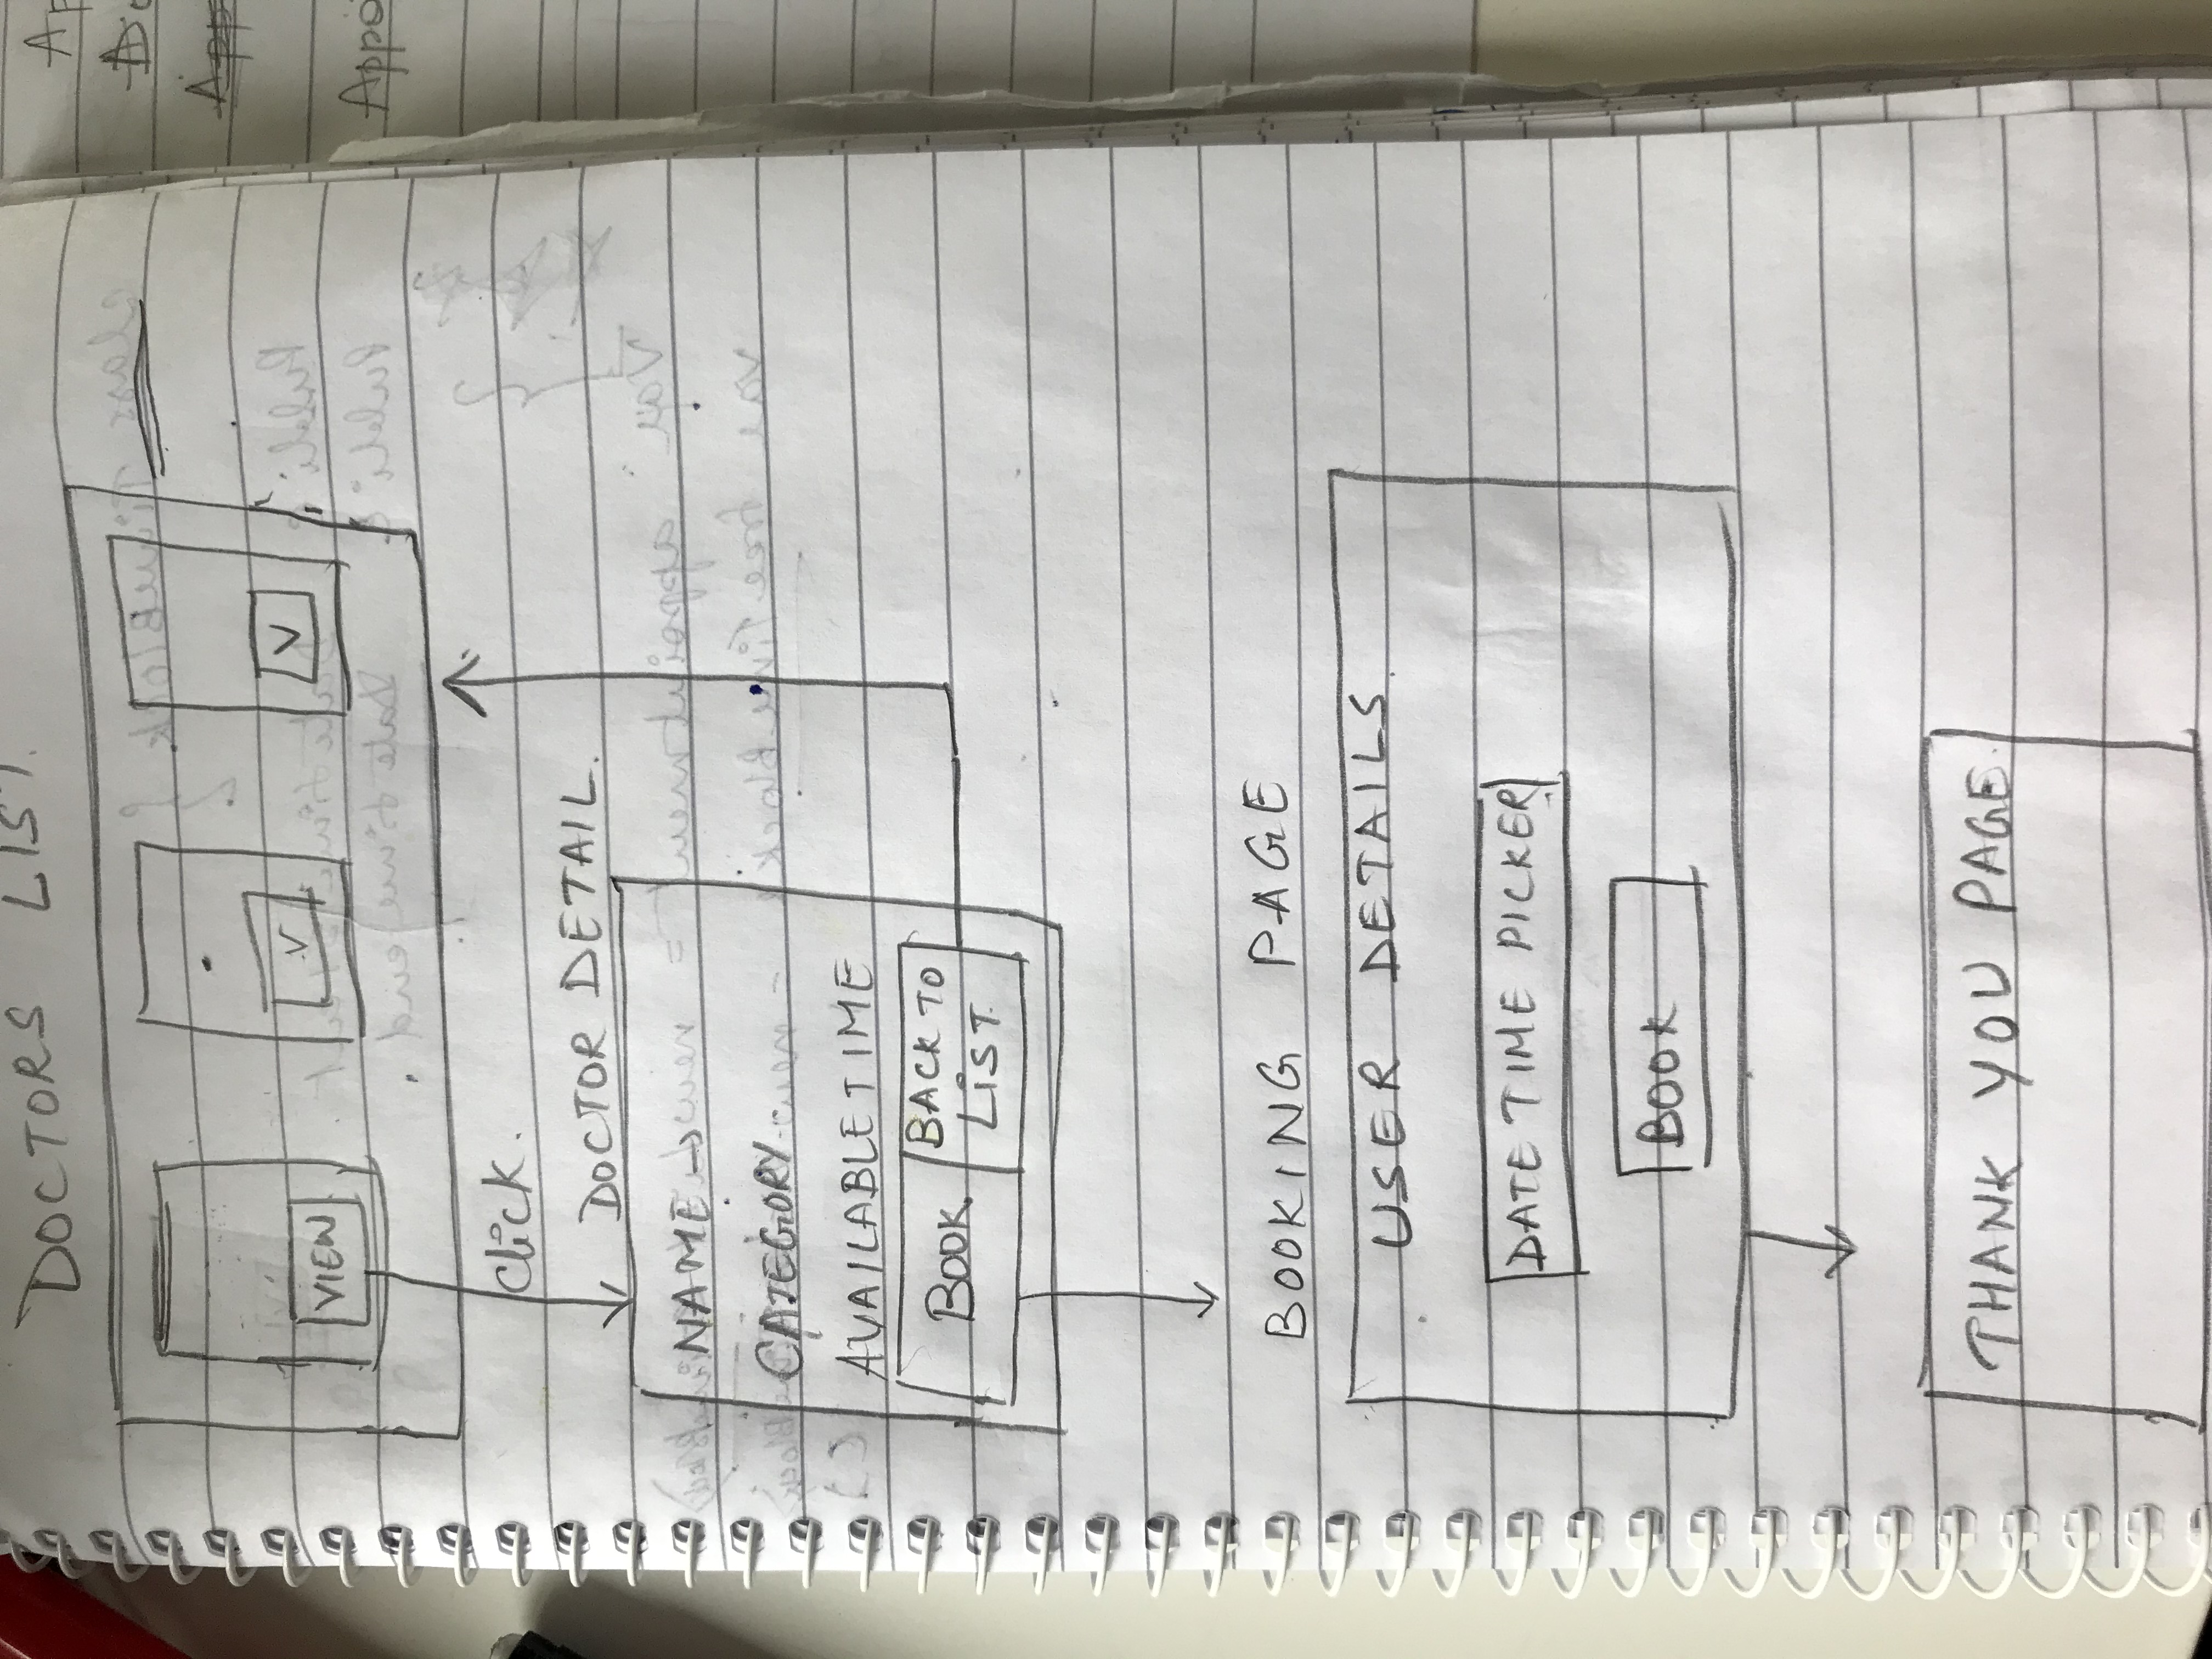 DOCTORS LIST.
VIEW
V
V
click.
DOCTOR DETAIL.
NAME →
CATEGORY..
AVAILABLE TIME
BOOK
BACK TO
LIST.
BOOKING PAGE
USER DETAILS.
DATE TIME PICKER
BOOK
THANK YOU PAGE.
Ap
App
Appo